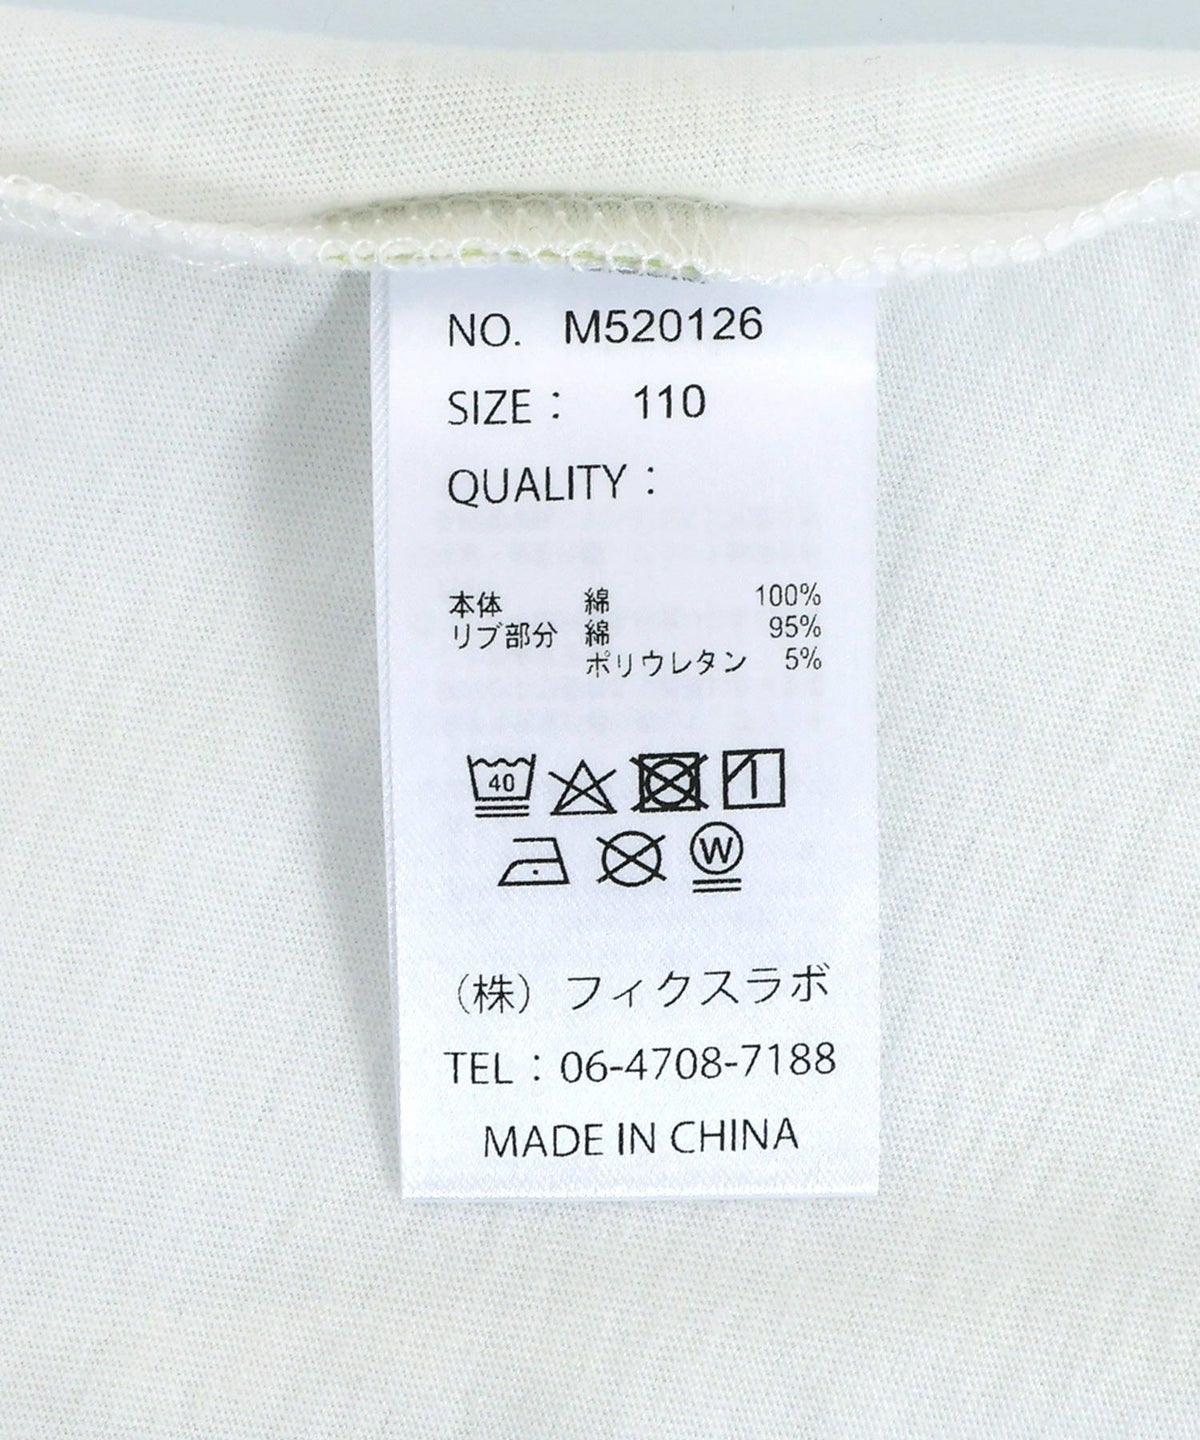 NO. M520126
SIZE： 110
QUALITY：
本体 綿 100%
リブ部分 綿 95%
ポリウレタン 5%
40
W
（株）フィクスラボ
TEL：06-4708-7188
MADE IN CHINA